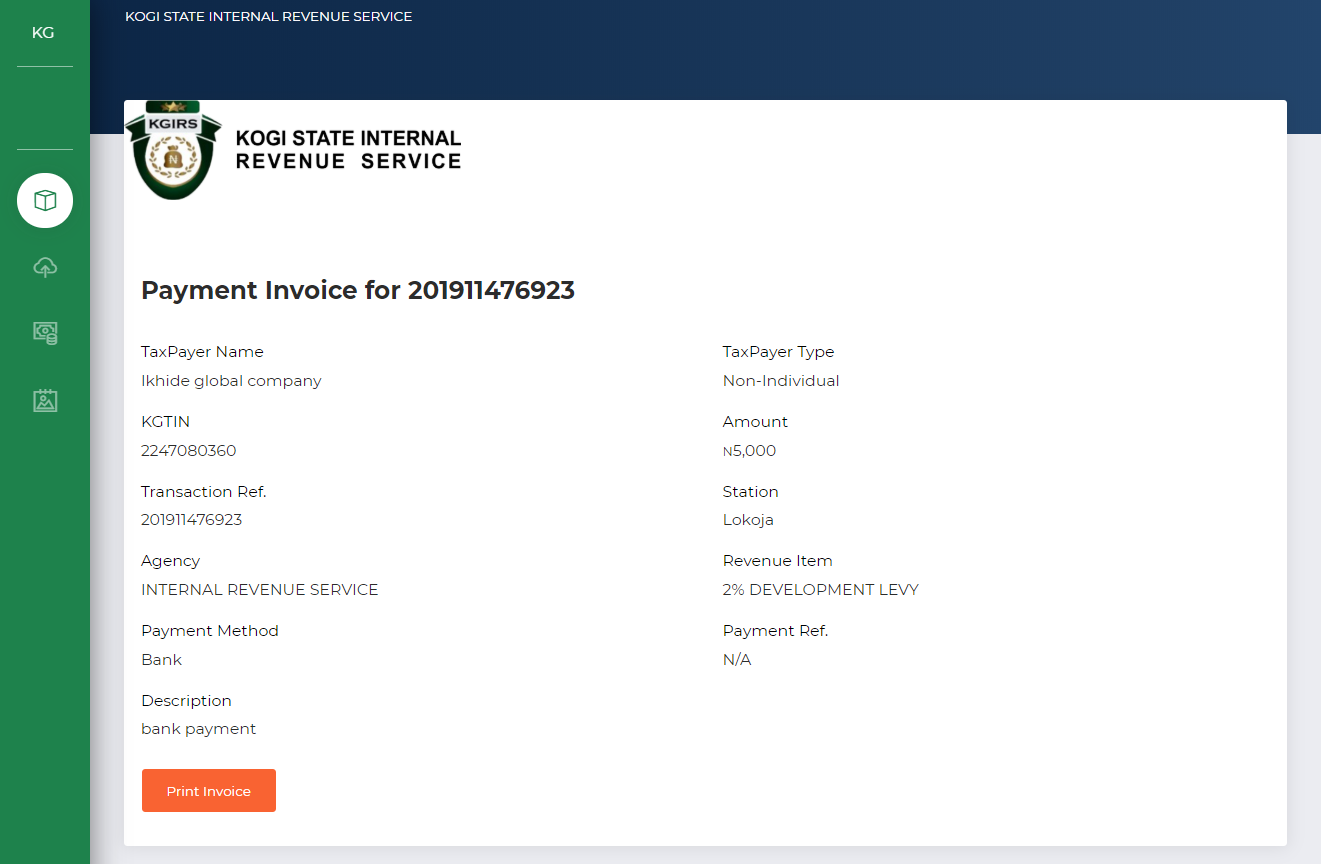 KG
KOGI STATE INTERNAL REVENUE SERVICE
KGIRS
N
KOGI STATE INTERNAL
REVENUE SERVICE
Payment Invoice for 201911476923
TaxPayer Name
Ikhide global company
TaxPayer Type
Non-Individual
KGTIN
2247080360
Amount
₦5,000
Transaction Ref.
201911476923
Station
Lokoja
Agency
INTERNAL REVENUE SERVICE
Revenue Item
2% DEVELOPMENT LEVY
Payment Method
Bank
Payment Ref.
N/A
Description
bank payment
Print Invoice